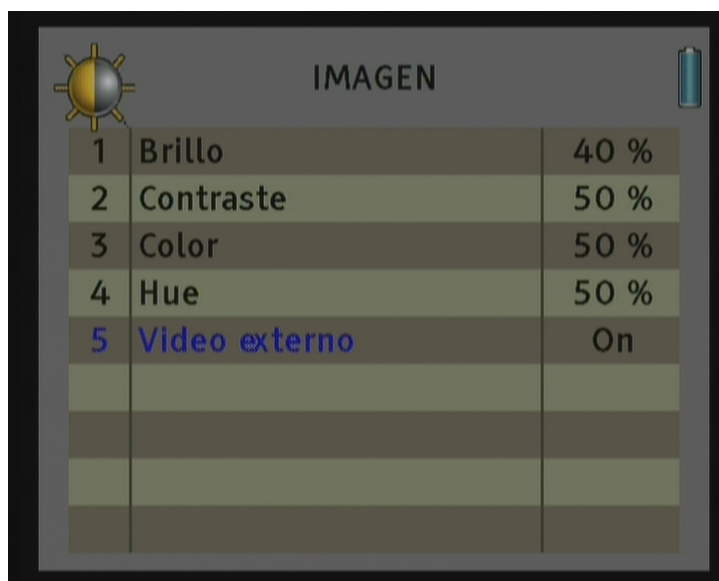 IMAGEN
1 Brillo 40 %
2 Contraste 50 %
3 Color 50 %
4 Hue 50 %
5 Video externo On